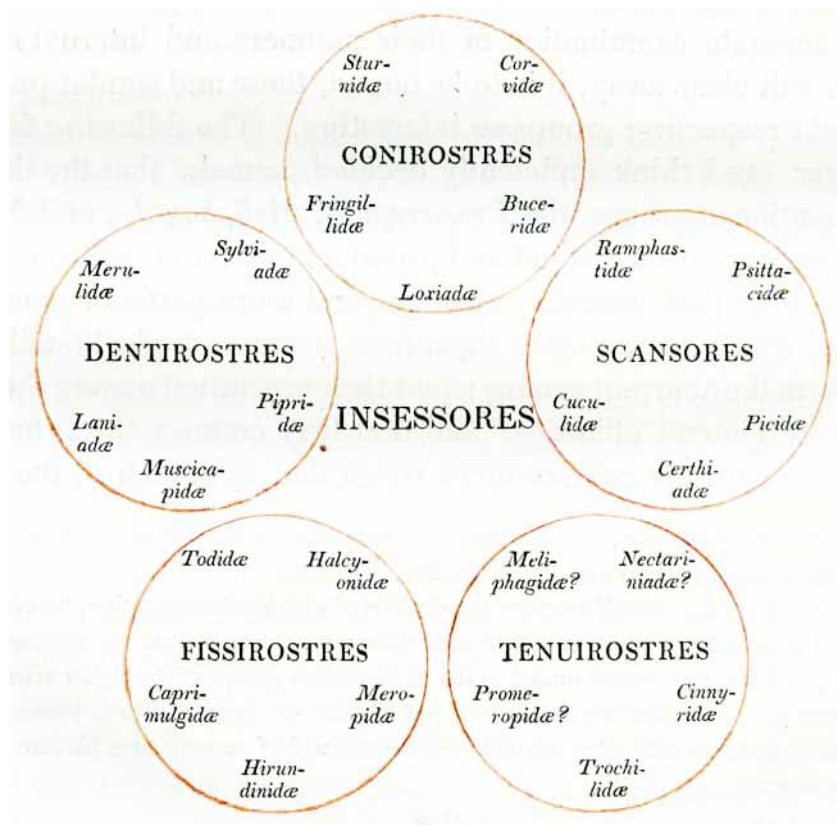 Stur-
nidæ
Cor-
vidæ
CONIROSTRES
Fringil-
lidæ
Buce-
ridæ
Loxiadæ
Meru-
lidæ
Sylvi-
adæ
DENTIROSTRES
Lani-
adæ
Pipri-
dæ
Muscica-
pidæ
INSESSORES
Ramphas-
tidæ
Psitta-
cidæ
SCANSORES
Cucu-
lidæ
Picidæ
Certhi-
adæ
Todidæ
Halcy-
onidæ
FISSIROSTRES
Capri-
mulgidæ
Mero-
pidæ
Hirun-
dinidæ
Meli-
phagidæ?
Nectari-
niadæ?
TENUIROSTRES
Prome-
ropidæ?
Cinny-
ridæ
Trochi-
lidæ